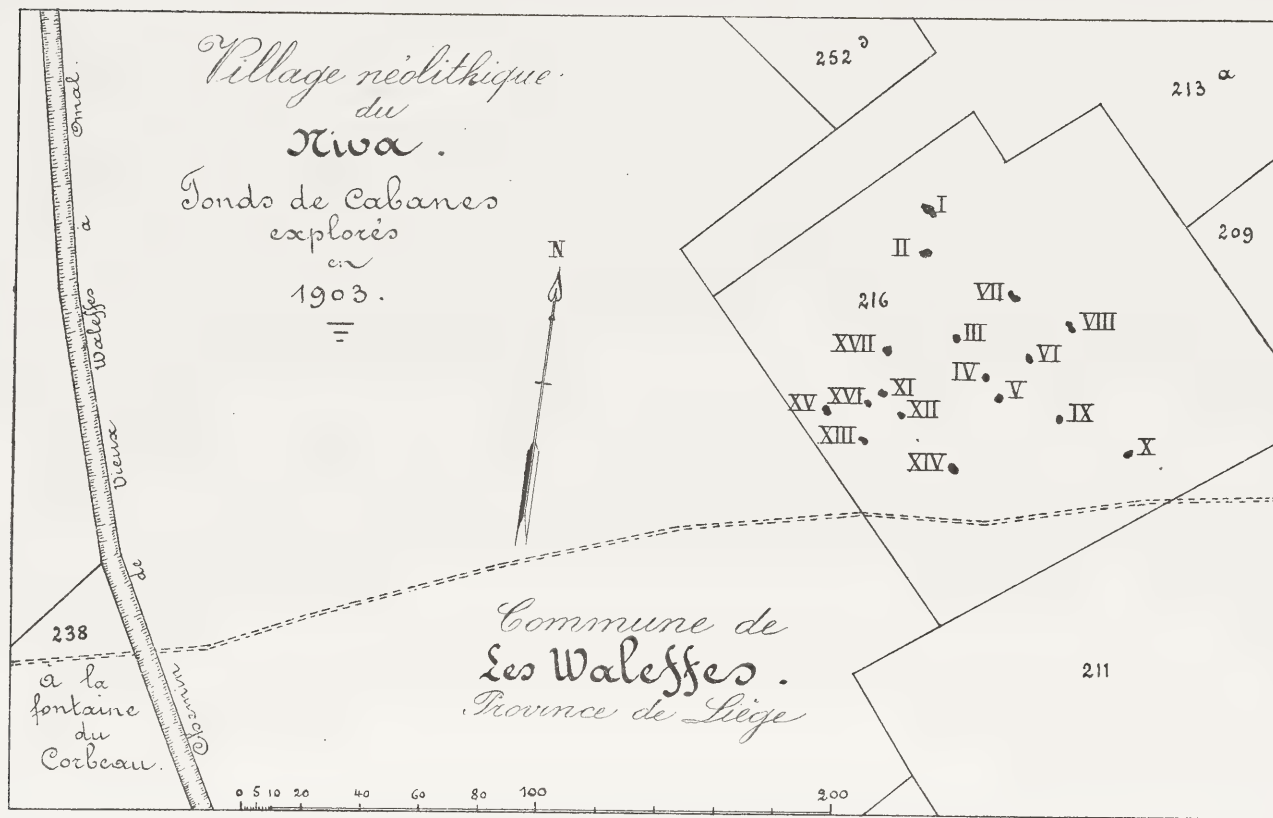 Village néolithique.
du
Niva.
Fonds de Cabanes
explorés
en
1903.
N
252 d
213 a
209
I
II
216
VII
VIII
XVII
III
VI
IV
V
XV
XVI
XI
XII
IX
XIII
XIV
X
Chemin de Vieux Waleffes à Omal.
238
A la
fontaine
du
Corbeau.
Commune de
Les Waleffes.
Province de Liége
211
0 5 10 20 40 60 80 100 200